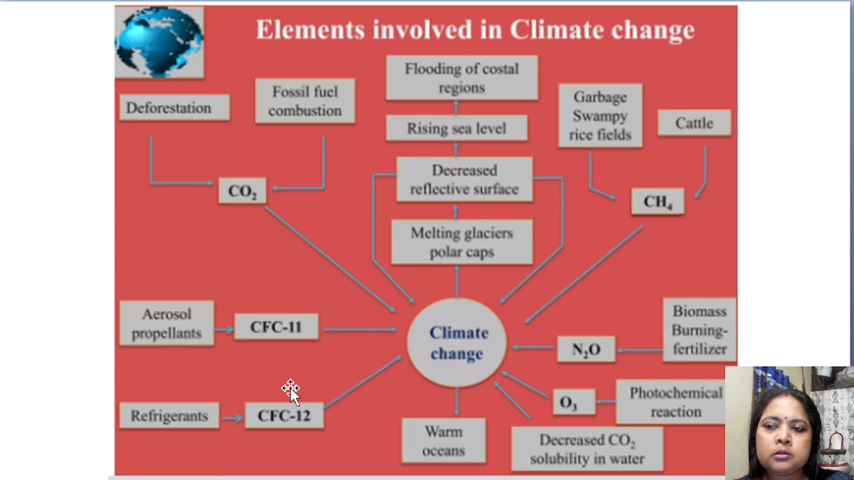 Elements involved in Climate change
Deforestation
Fossil fuel
combustion
Flooding of costal
regions
Rising sea level
Decreased
reflective surface
Melting glaciers
polar caps
Garbage
Swampy
rice fields
Cattle
CO₂
CH₄
Aerosol
propellants
CFC-11
Climate
change
N₂O
Biomass
Burning-
fertilizer
Refrigerants
CFC-12
O₃
Photochemical
reaction
Warm
oceans
Decreased CO₂
solubility in water